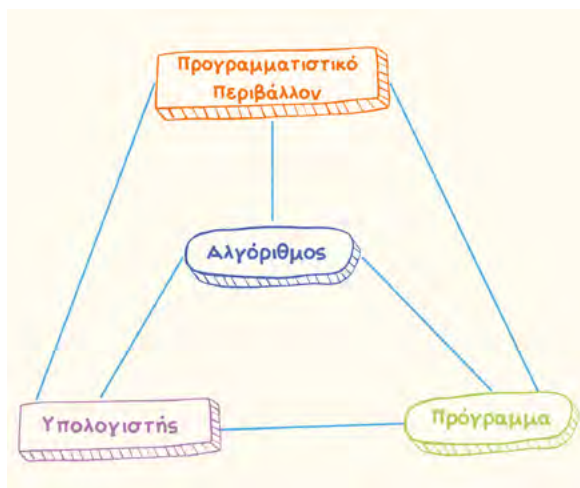 Προγραμματιστικό
Περιβάλλον
Αλγόριθμος
Υπολογιστής
Πρόγραμμα